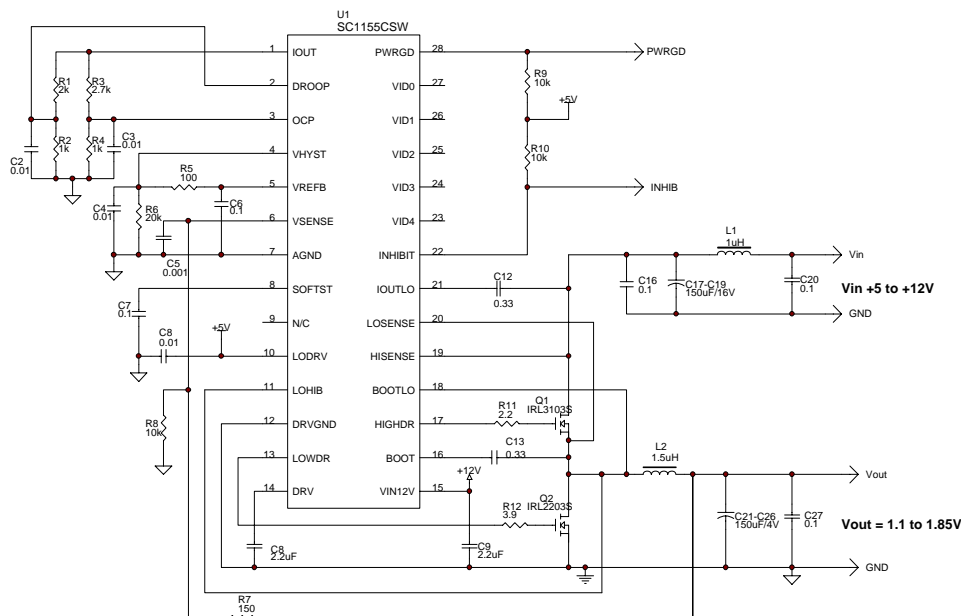 U1
SC1155CSW
1 IOUT
2 DROOP
3 OCP
4 VHYST
5 VREFB
6 VSENSE
7 AGND
8 SOFTST
9 N/C
10 LODRV
11 LOHIB
12 DRVGND
13 LOWDR
14 DRV
PWRGD 28
VID0 27
VID1 26
VID2 25
VID3 24
VID4 23
INHIBIT 22
IOUTLO 21
LOSENSE 20
HISENSE 19
BOOTLO 18
HIGHDR 17
BOOT 16
VIN12V 15
R1
2k
R3
2.7k
R2
1k
R4
1k
C3
0.01
C2
0.01
R5
100
C4
0.01
R6
20k
C6
0.1
C5
0.001
C7
0.1
C8
0.01
+5V
R8
10k
C8
2.2uF
R7
150
PWRGD
R9
10k
+5V
R10
10k
INHIB
C12
0.33
L1
1uH
Vin
C16
0.1
C17-C19
150uF/16V
C20
0.1
Vin +5 to +12V
GND
R11
2.2
Q1
IRL3103S
C13
0.33
+12V
L2
1.5uH
Vout
R12
3.9
Q2
IRL2203S
C9
2.2uF
C21-C26
150uF/4V
C27
0.1
Vout = 1.1 to 1.85V
GND